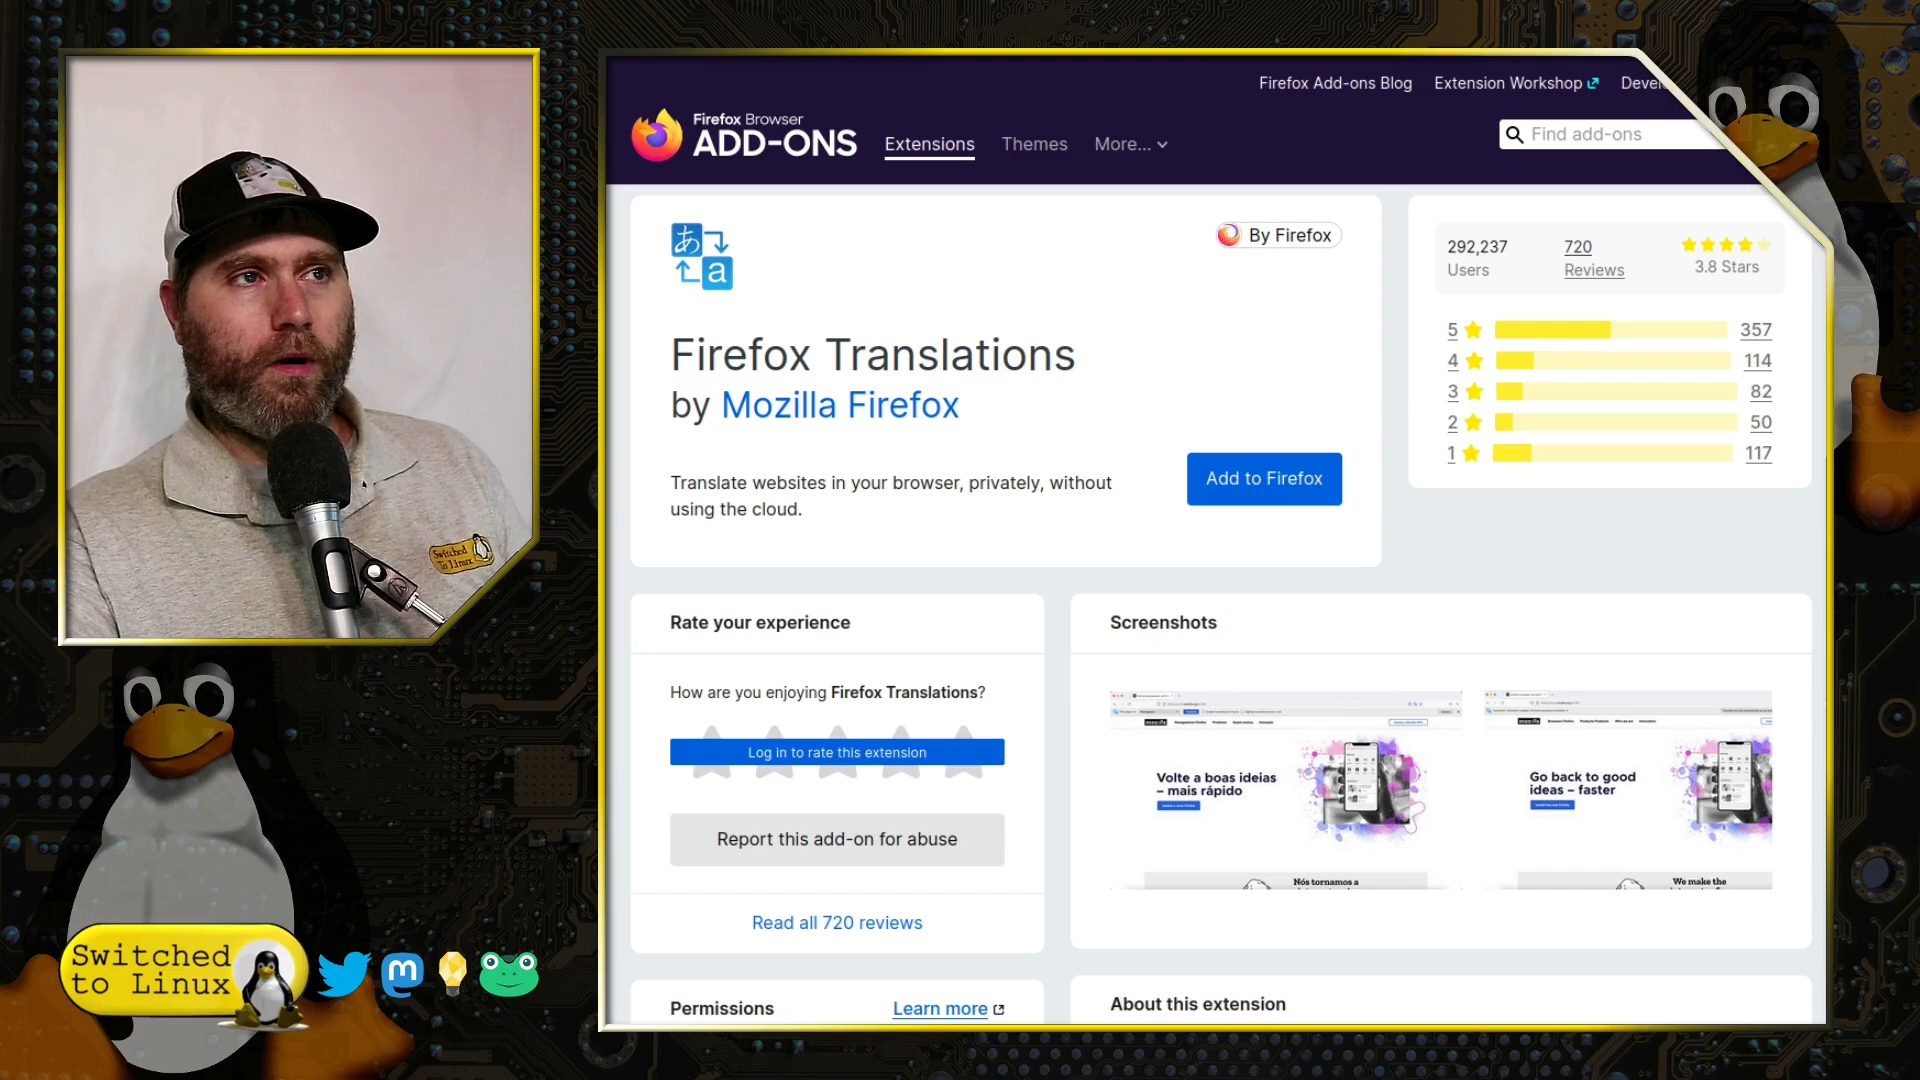 Firefox Add-ons Blog
Extension Workshop
Firefox Browser
ADD-ONS
Extensions
Themes
More...
Find add-ons
あ
a
By Firefox
Firefox Translations
by Mozilla Firefox
Translate websites in your browser, privately, without
using the cloud.
Add to Firefox
292,237
Users
720
Reviews
3.8 Stars
5
357
4
114
3
82
2
50
1
117
Rate your experience
How are you enjoying Firefox Translations?
Log in to rate this extension
Report this add-on for abuse
Read all 720 reviews
Permissions
Learn more
Screenshots
Volte a boas ideias
– mais rápido
Nós tornamos a
Go back to good
ideas – faster
We make the
About this extension
Switched
To Linux
Switched
to Linux
m